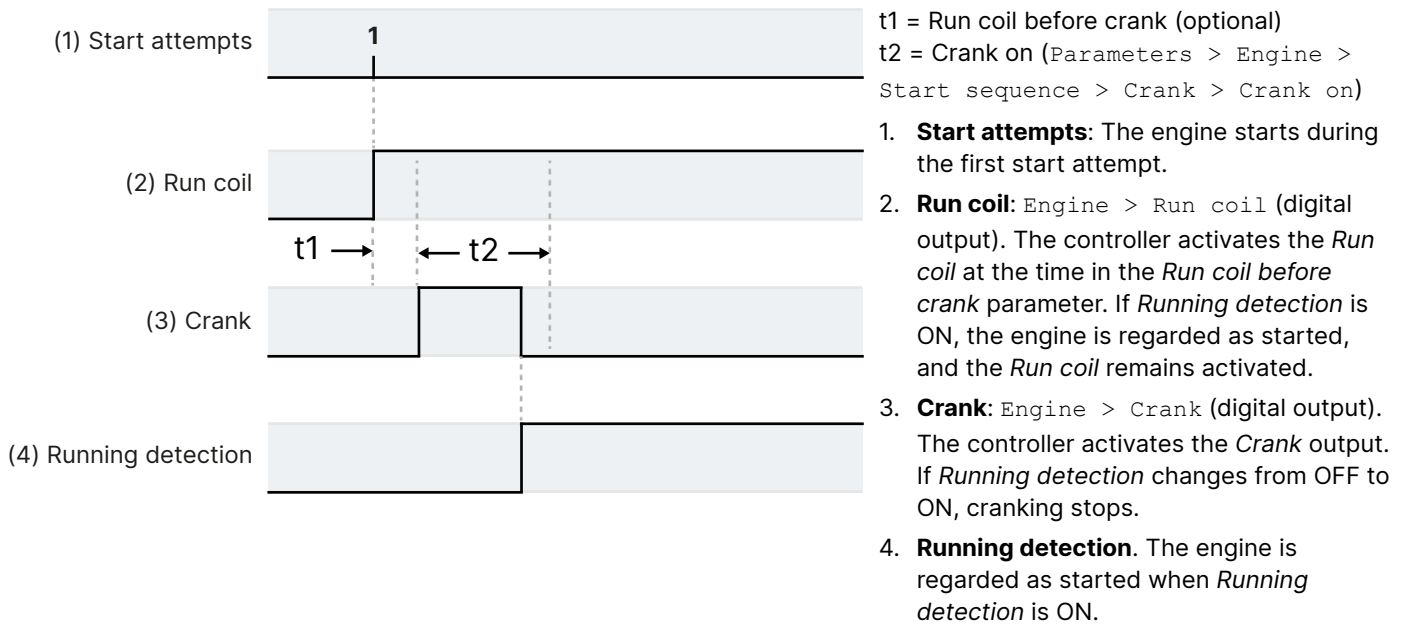 (1) Start attempts
1
(2) Run coil
t1
t2
(3) Crank
(4) Running detection
t1 = Run coil before crank (optional)
t2 = Crank on (Parameters > Engine >
Start sequence > Crank > Crank on)
1. Start attempts: The engine starts during
the first start attempt.
2. Run coil: Engine > Run coil (digital
output). The controller activates the Run
coil at the time in the Run coil before
crank parameter. If Running detection is
ON, the engine is regarded as started,
and the Run coil remains activated.
3. Crank: Engine > Crank (digital output).
The controller activates the Crank output.
If Running detection changes from OFF to
ON, cranking stops.
4. Running detection. The engine is
regarded as started when Running
detection is ON.